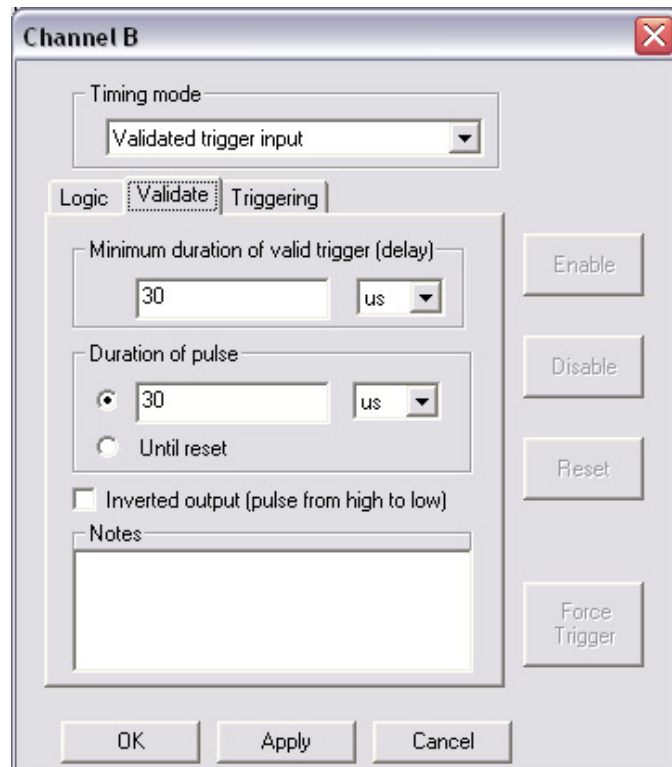 Channel B
Timing mode
Validated trigger input
Logic Validate Triggering
Minimum duration of valid trigger (delay)
30 us
Duration of pulse
30 us
Until reset
Inverted output (pulse from high to low)
Notes
Enable
Disable
Reset
Force
Trigger
OK Apply Cancel